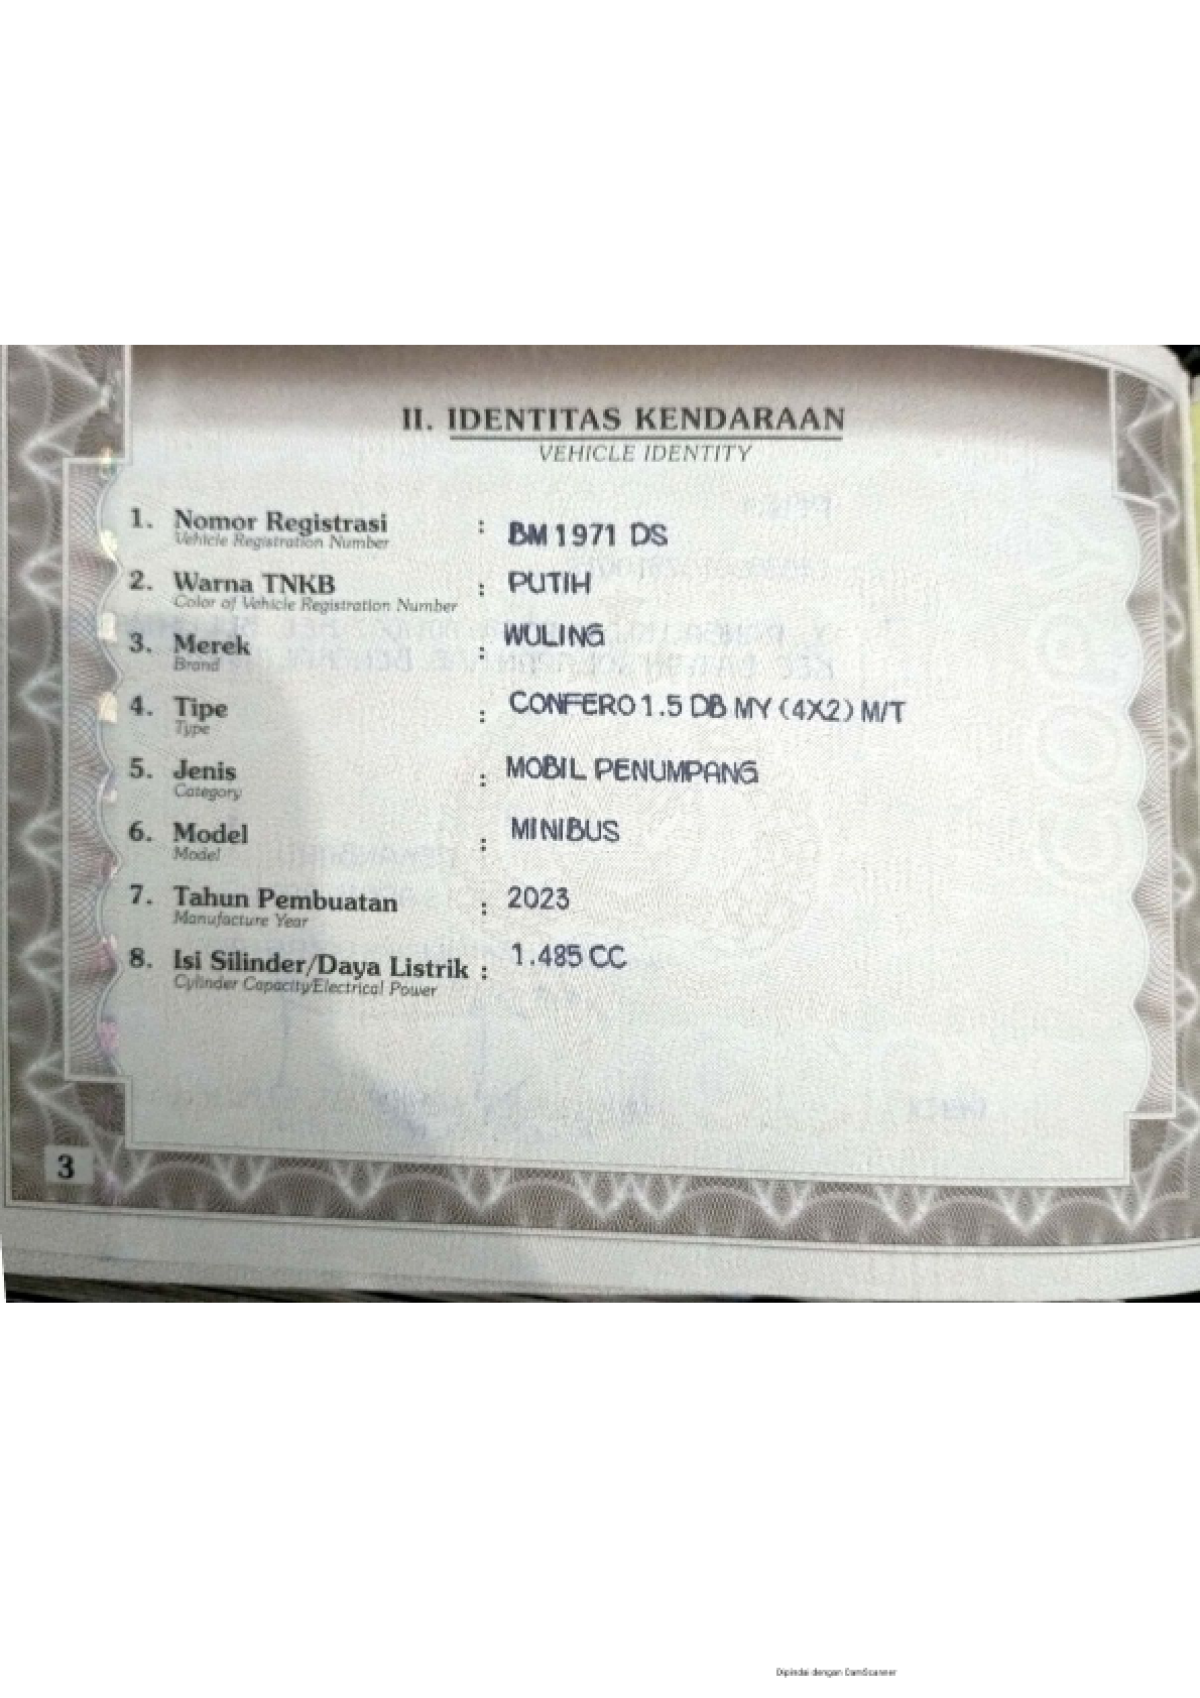 II. IDENTITAS KENDARAAN
VEHICLE IDENTITY
1. Nomor Registrasi : BM 1971 DS
Vehicle Registration Number
2. Warna TNKB : PUTIH
Color of Vehicle Registration Number
3. Merek : WULING
Brand
4. Tipe : CONFERO 1.5 DB MY (4X2) M/T
Type
5. Jenis : MOBIL PENUMPANG
Category
6. Model : MINIBUS
Model
7. Tahun Pembuatan : 2023
Manufacture Year
8. Isi Silinder/Daya Listrik : 1.485 CC
Cylinder Capacity/Electrical Power
3
Dipindai dengan CamScanner